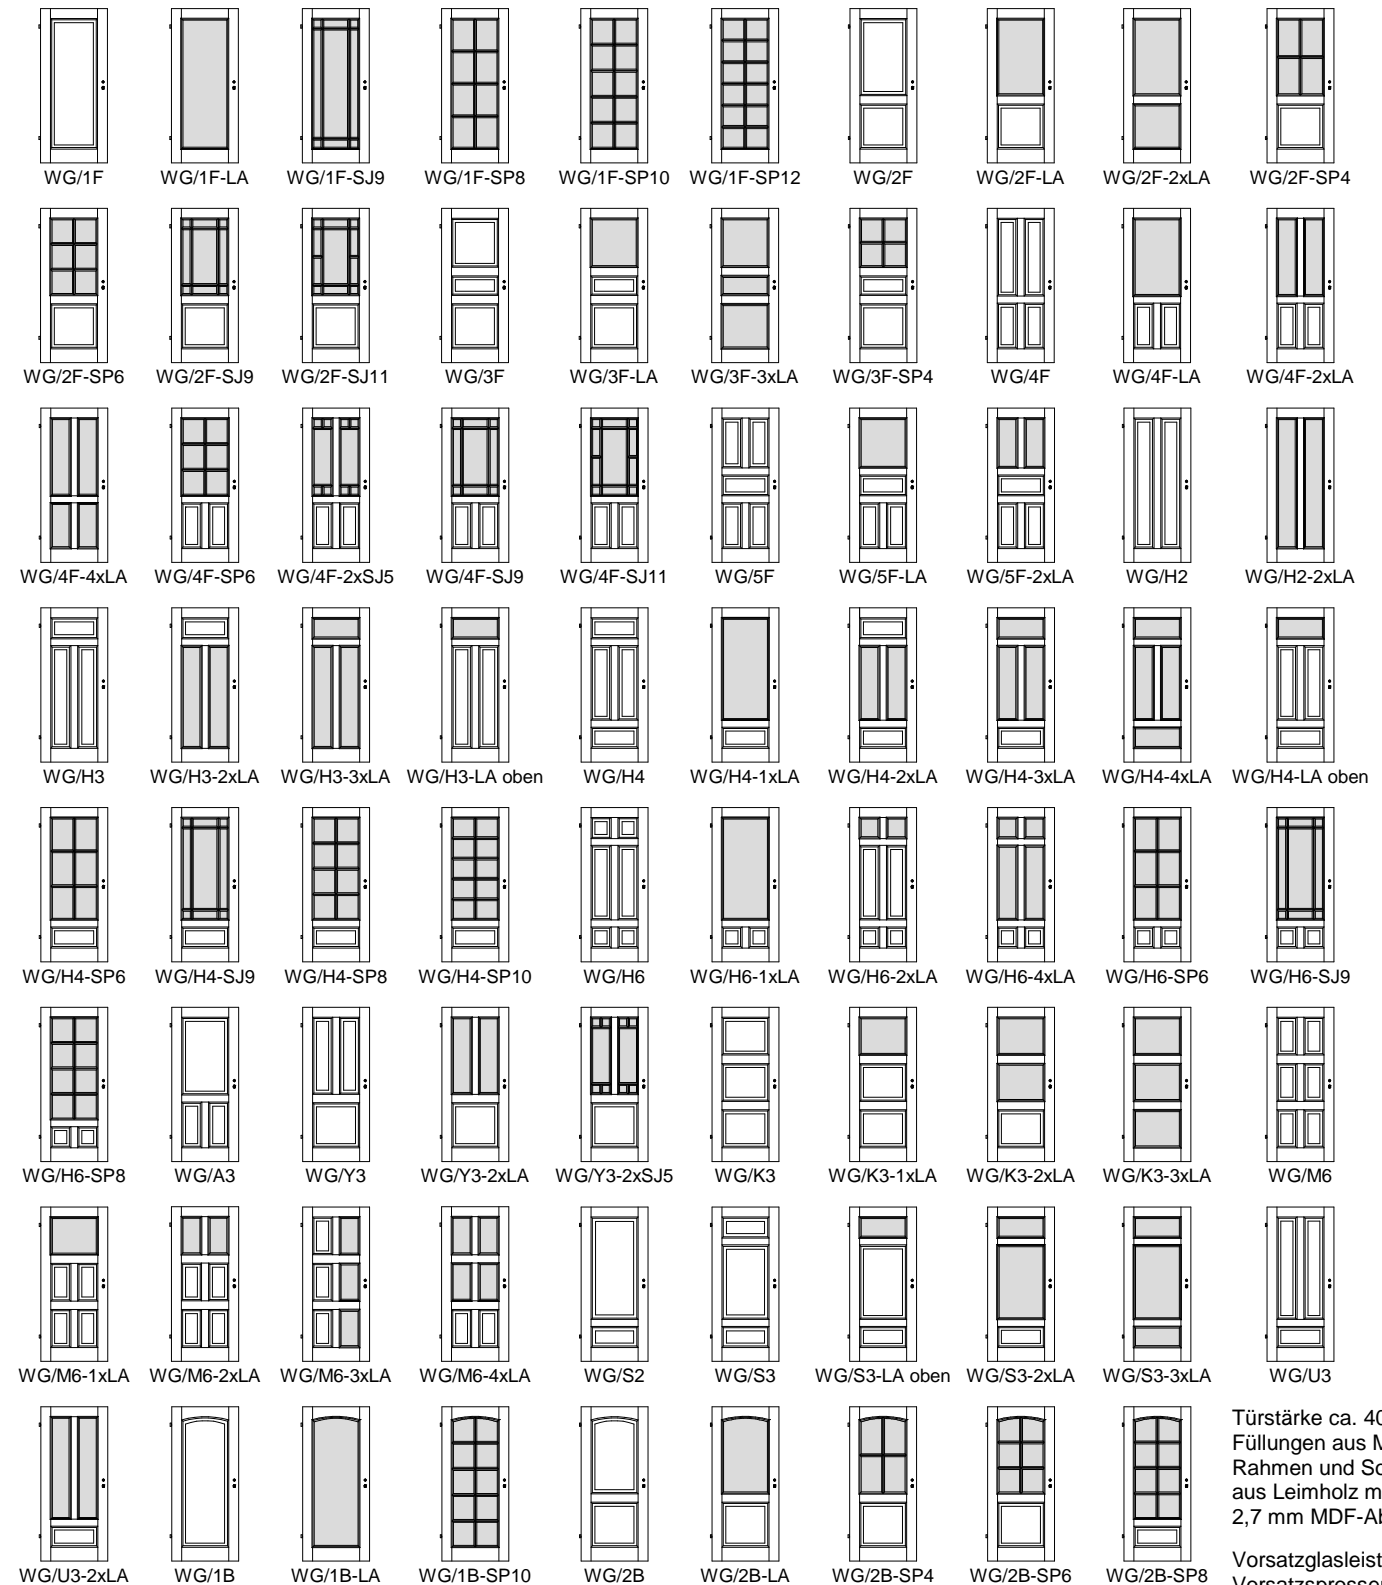 WG/1F WG/1F-LA WG/1F-SJ9 WG/1F-SP8 WG/1F-SP10 WG/1F-SP12 WG/2F WG/2F-LA WG/2F-2xLA WG/2F-SP4
WG/2F-SP6 WG/2F-SJ9 WG/2F-SJ11 WG/3F WG/3F-LA WG/3F-3xLA WG/3F-SP4 WG/4F WG/4F-LA WG/4F-2xLA
WG/4F-4xLA WG/4F-SP6 WG/4F-2xSJ5 WG/4F-SJ9 WG/4F-SJ11 WG/5F WG/5F-LA WG/5F-2xLA WG/H2 WG/H2-2xLA
WG/H3 WG/H3-2xLA WG/H3-3xLA WG/H3-LA oben WG/H4 WG/H4-1xLA WG/H4-2xLA WG/H4-3xLA WG/H4-4xLA WG/H4-LA oben
WG/H4-SP6 WG/H4-SJ9 WG/H4-SP8 WG/H4-SP10 WG/H6 WG/H6-1xLA WG/H6-2xLA WG/H6-4xLA WG/H6-SP6 WG/H6-SJ9
WG/H6-SP8 WG/A3 WG/Y3 WG/Y3-2xLA WG/Y3-2xSJ5 WG/K3 WG/K3-1xLA WG/K3-2xLA WG/K3-3xLA WG/M6
WG/M6-1xLA WG/M6-2xLA WG/M6-3xLA WG/M6-4xLA WG/S2 WG/S3 WG/S3-LA oben WG/S3-2xLA WG/S3-3xLA WG/U3
WG/U3-2xLA WG/1B WG/1B-LA WG/1B-SP10 WG/2B WG/2B-LA WG/2B-SP4 WG/2B-SP6 WG/2B-SP8
Türstärke ca. 40
Füllungen aus M
Rahmen und So
aus Leimholz m
2,7 mm MDF-Ab
Vorsatzglasleist